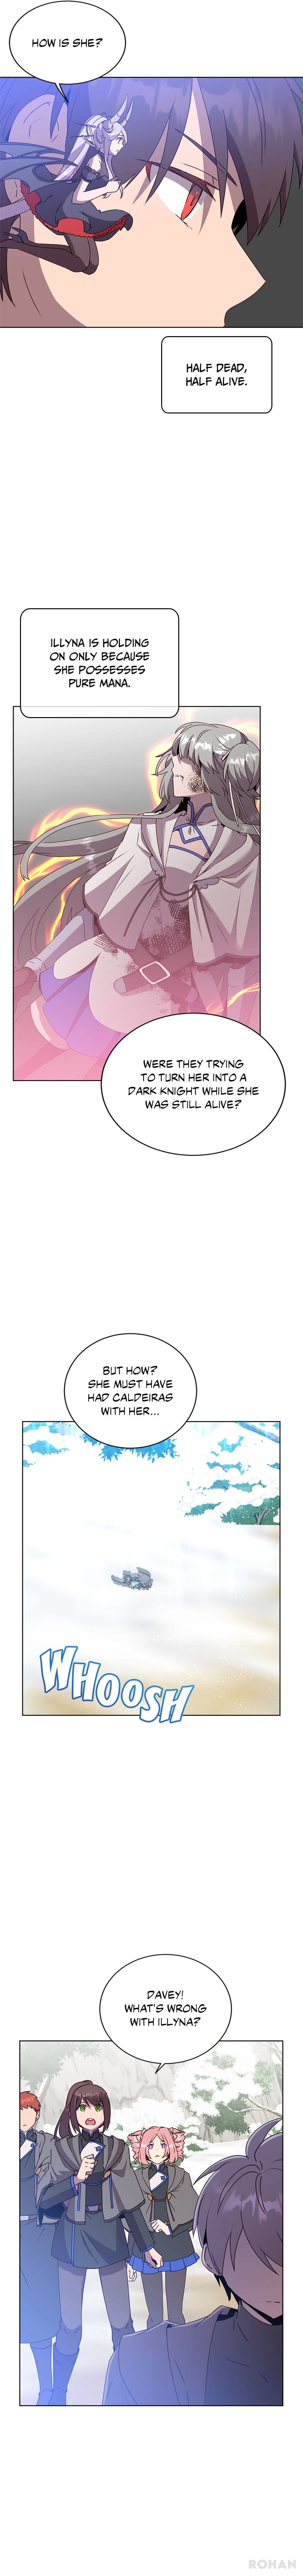 HOW IS SHE?
HALF DEAD,
HALF ALIVE.
ILLYNA IS HOLDING
ON ONLY BECAUSE
SHE POSSESSES
PURE MANA.
WERE THEY TRYING
TO TURN HER INTO A
DARK KNIGHT WHILE SHE
WAS STILL ALIVE?
BUT HOW?
SHE MUST HAVE
HAD CALDEIRAS
WITH HER...
WHOOSH
DAVEY!
WHAT'S WRONG
WITH ILLYNA?
ROHAN